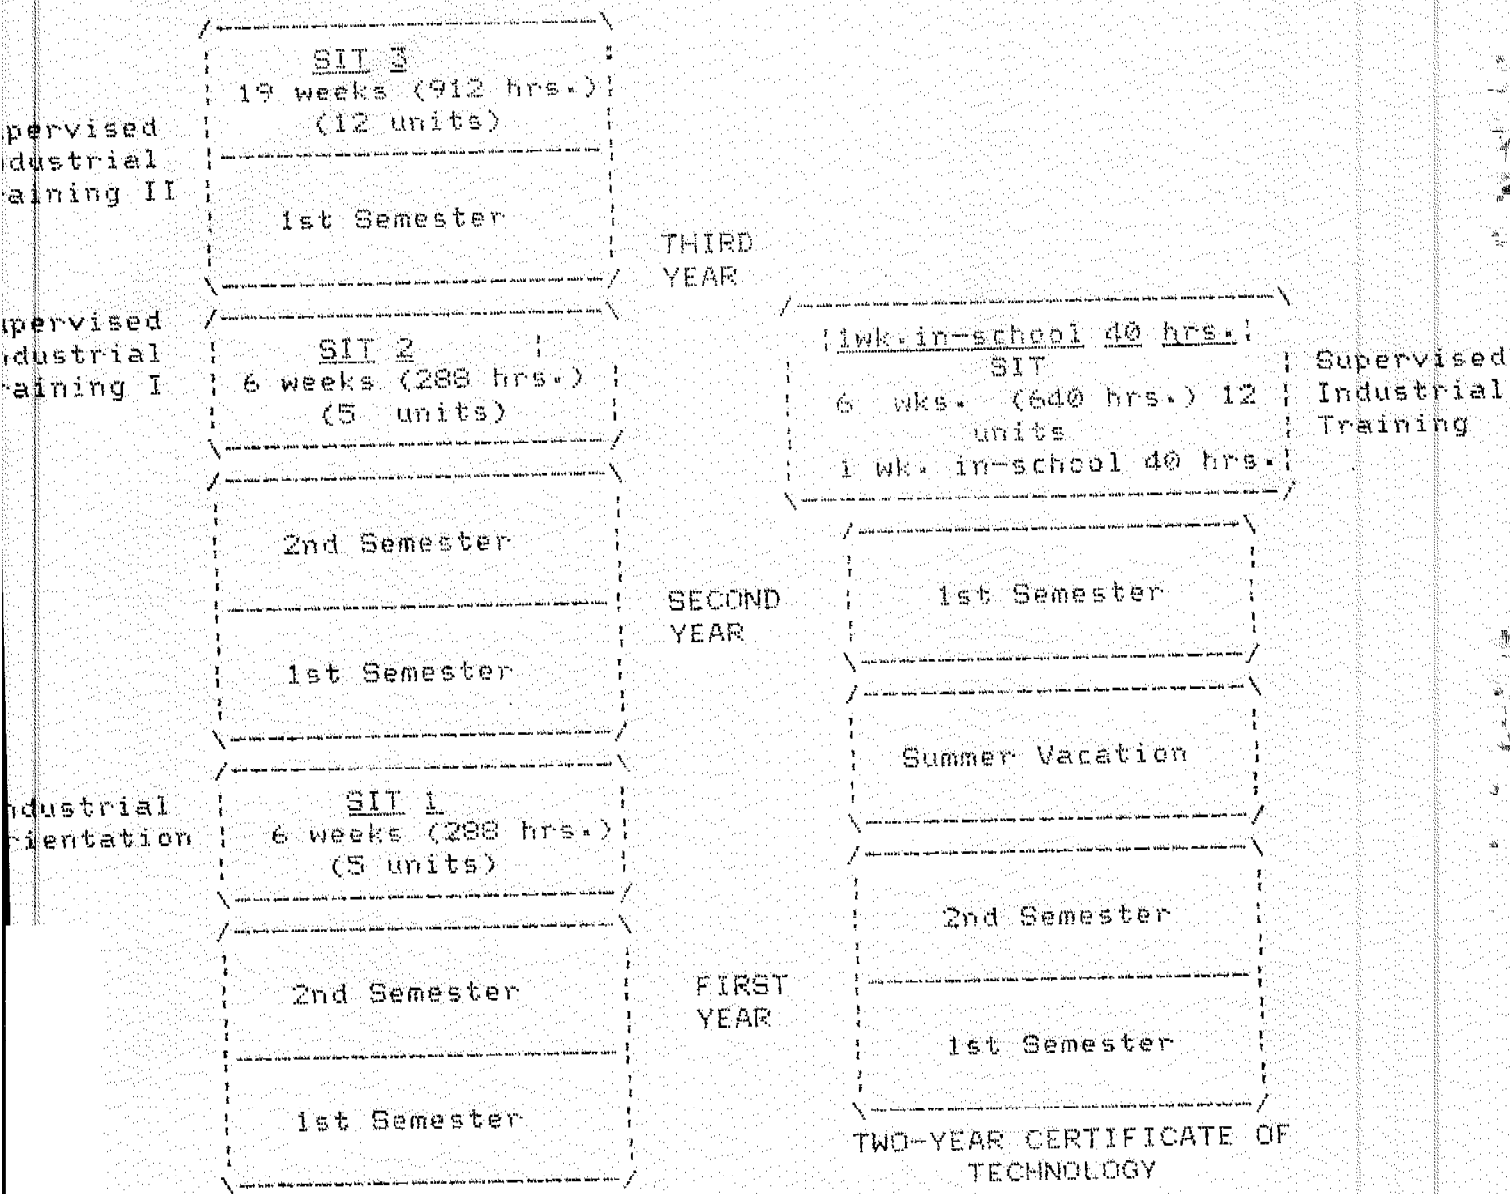 SIT 3
19 weeks (912 hrs.)
(12 units)
pervised
dustrial
aining II
1st Semester
THIRD
YEAR
pervised
dustrial
aining I
SIT 2
6 weeks (288 hrs.)
(5 units)
1wk.in-school 40 hrs.
SIT
6 wks. (640 hrs.) 12
units
1 wk. in-school 40 hrs.
Supervised
Industrial
Training
2nd Semester
1st Semester
SECOND
YEAR
1st Semester
Summer Vacation
ndustrial
rientation
SIT 1
6 weeks (288 hrs.)
(5 units)
2nd Semester
2nd Semester
FIRST
YEAR
1st Semester
1st Semester
TWO-YEAR CERTIFICATE OF
TECHNOLOGY